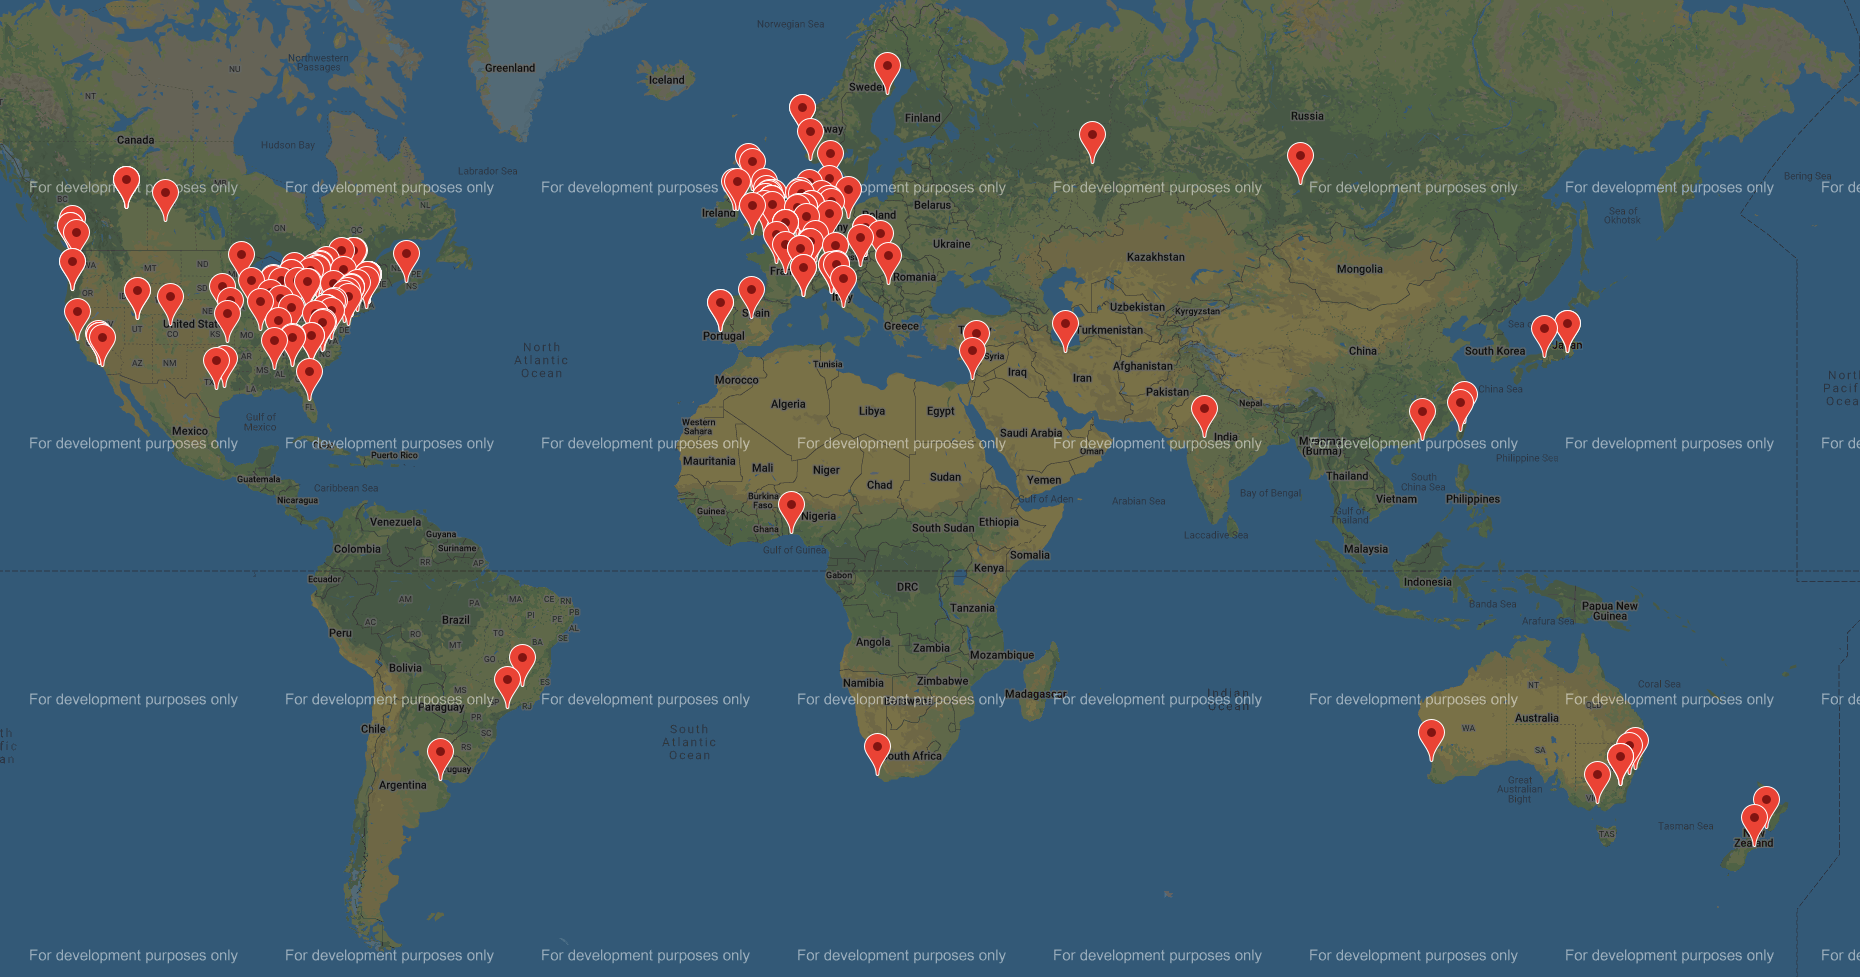 Norwegian Sea
NU
Northwestern
Passages
Greenland
Iceland
Sweden
NT
Finland
Russia
Canada
Hudson Bay
Labrador Sea
Bering Sea
For development purposes only
For development purposes only
For development purposes only
For development purposes only
For development purposes only
For development purposes only
For development purposes only
BC
NL
Ireland
Poland
Belarus
Sea of
Okhotsk
ON
QC
Ukraine
Kazakhstan
Mongolia
WA
MT
ND
NS
OR
SD
Romania
Italy
NE
United States
UT
CO
KS
MO
Spain
Portugal
Greece
Uzbekistan
Kyrgyzstan
Turkmenistan
South Korea
Japan
North
Atlantic
Ocean
DE
NC
AZ
NM
AR
MS
AL
LA
FL
Syria
Tunisia
Morocco
Iraq
Iran
Afghanistan
China
Pakistan
Nepal
China Sea
North
Pacific
Ocean
Algeria
Libya
Egypt
Western
Sahara
Gulf of
Mexico
Mexico
Saudi Arabia
India
Oman
For development purposes only
For development purposes only
For development purposes only
For development purposes only
For development purposes only
For development purposes only
For development purposes only
Myanmar
(Burma)
Puerto Rico
Mauritania
Mali
Niger
Chad
Sudan
Yemen
Philippine Sea
Guatemala
Caribbean Sea
Nicaragua
Thailand
South
China Sea
Vietnam
Philippines
Burkina
Faso
Guinea
Ghana
Nigeria
Gulf of Aden
Arabian Sea
Bay of Bengal
Gulf of
Thailand
Venezuela
Guyana
Suriname
Colombia
South Sudan
Ethiopia
Laccadive Sea
Gulf of Guinea
Somalia
Malaysia
RR
AP
Ecuador
Gabon
Kenya
DRC
Indonesia
AM
PA
MA
CE
RN
PB
PI
PE
AL
SE
Tanzania
Banda Sea
Papua New
Guinea
Arafura Sea
AC
Brazil
RO
TO
BA
Peru
MT
Angola
Zambia
Mozambique
GO
Bolivia
MS
ES
Namibia
Zimbabwe
Botswana
Madagascar
Indian
Ocean
NT
Coral Sea
For development purposes only
For development purposes only
For development purposes only
For development purposes only
For development purposes only
For development purposes only
For development purposes only
Paraguay
RJ
PR
SC
RS
Chile
South
Atlantic
Ocean
South Africa
Australia
WA
QLD
SA
Uruguay
Argentina
Great
Australian
Bight
TAS
Tasman Sea
New
Zealand
For development purposes only
For development purposes only
For development purposes only
For development purposes only
For development purposes only
For development purposes only
For development purposes only